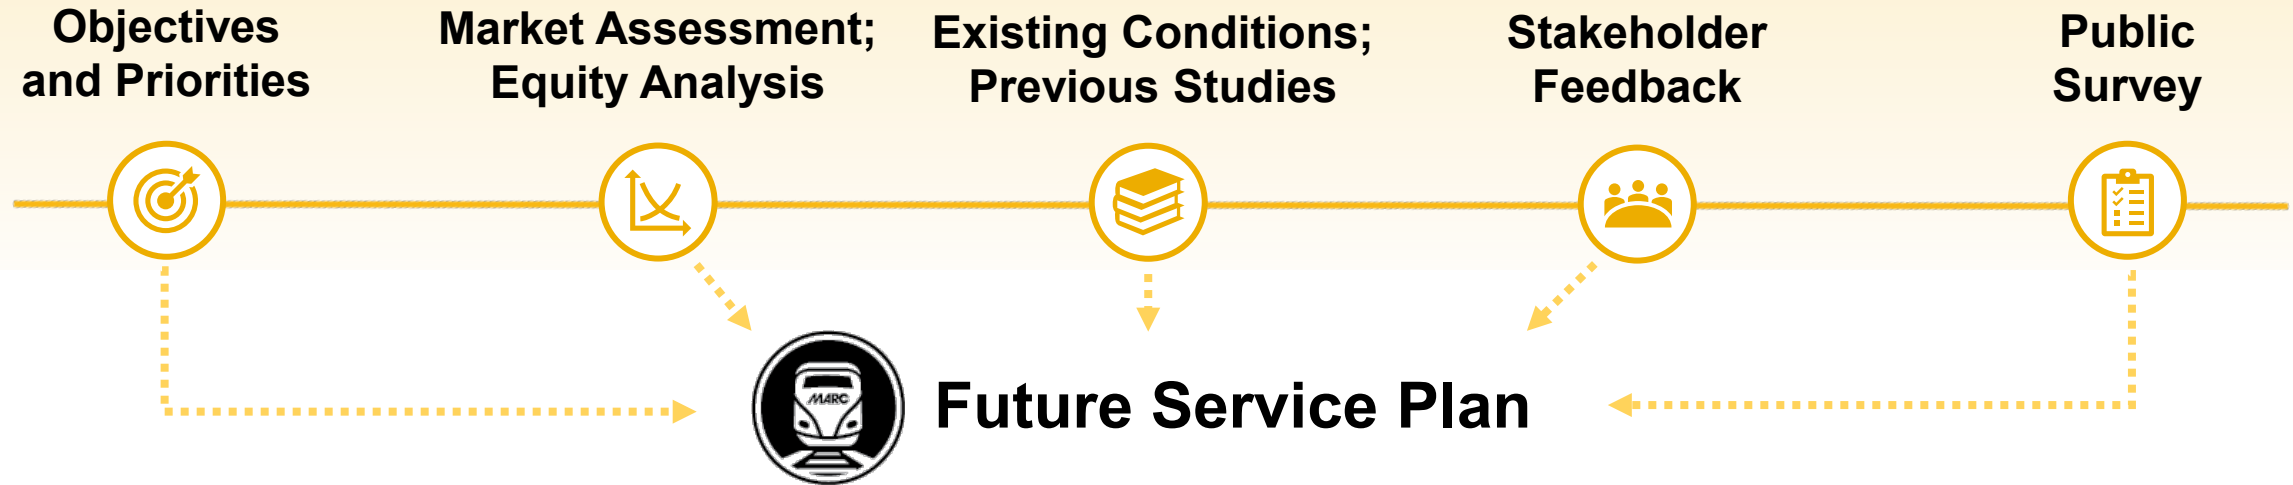 Objectives
and Priorities
Market Assessment;
Equity Analysis
Existing Conditions;
Previous Studies
Stakeholder
Feedback
Public
Survey
MARC
Future Service Plan